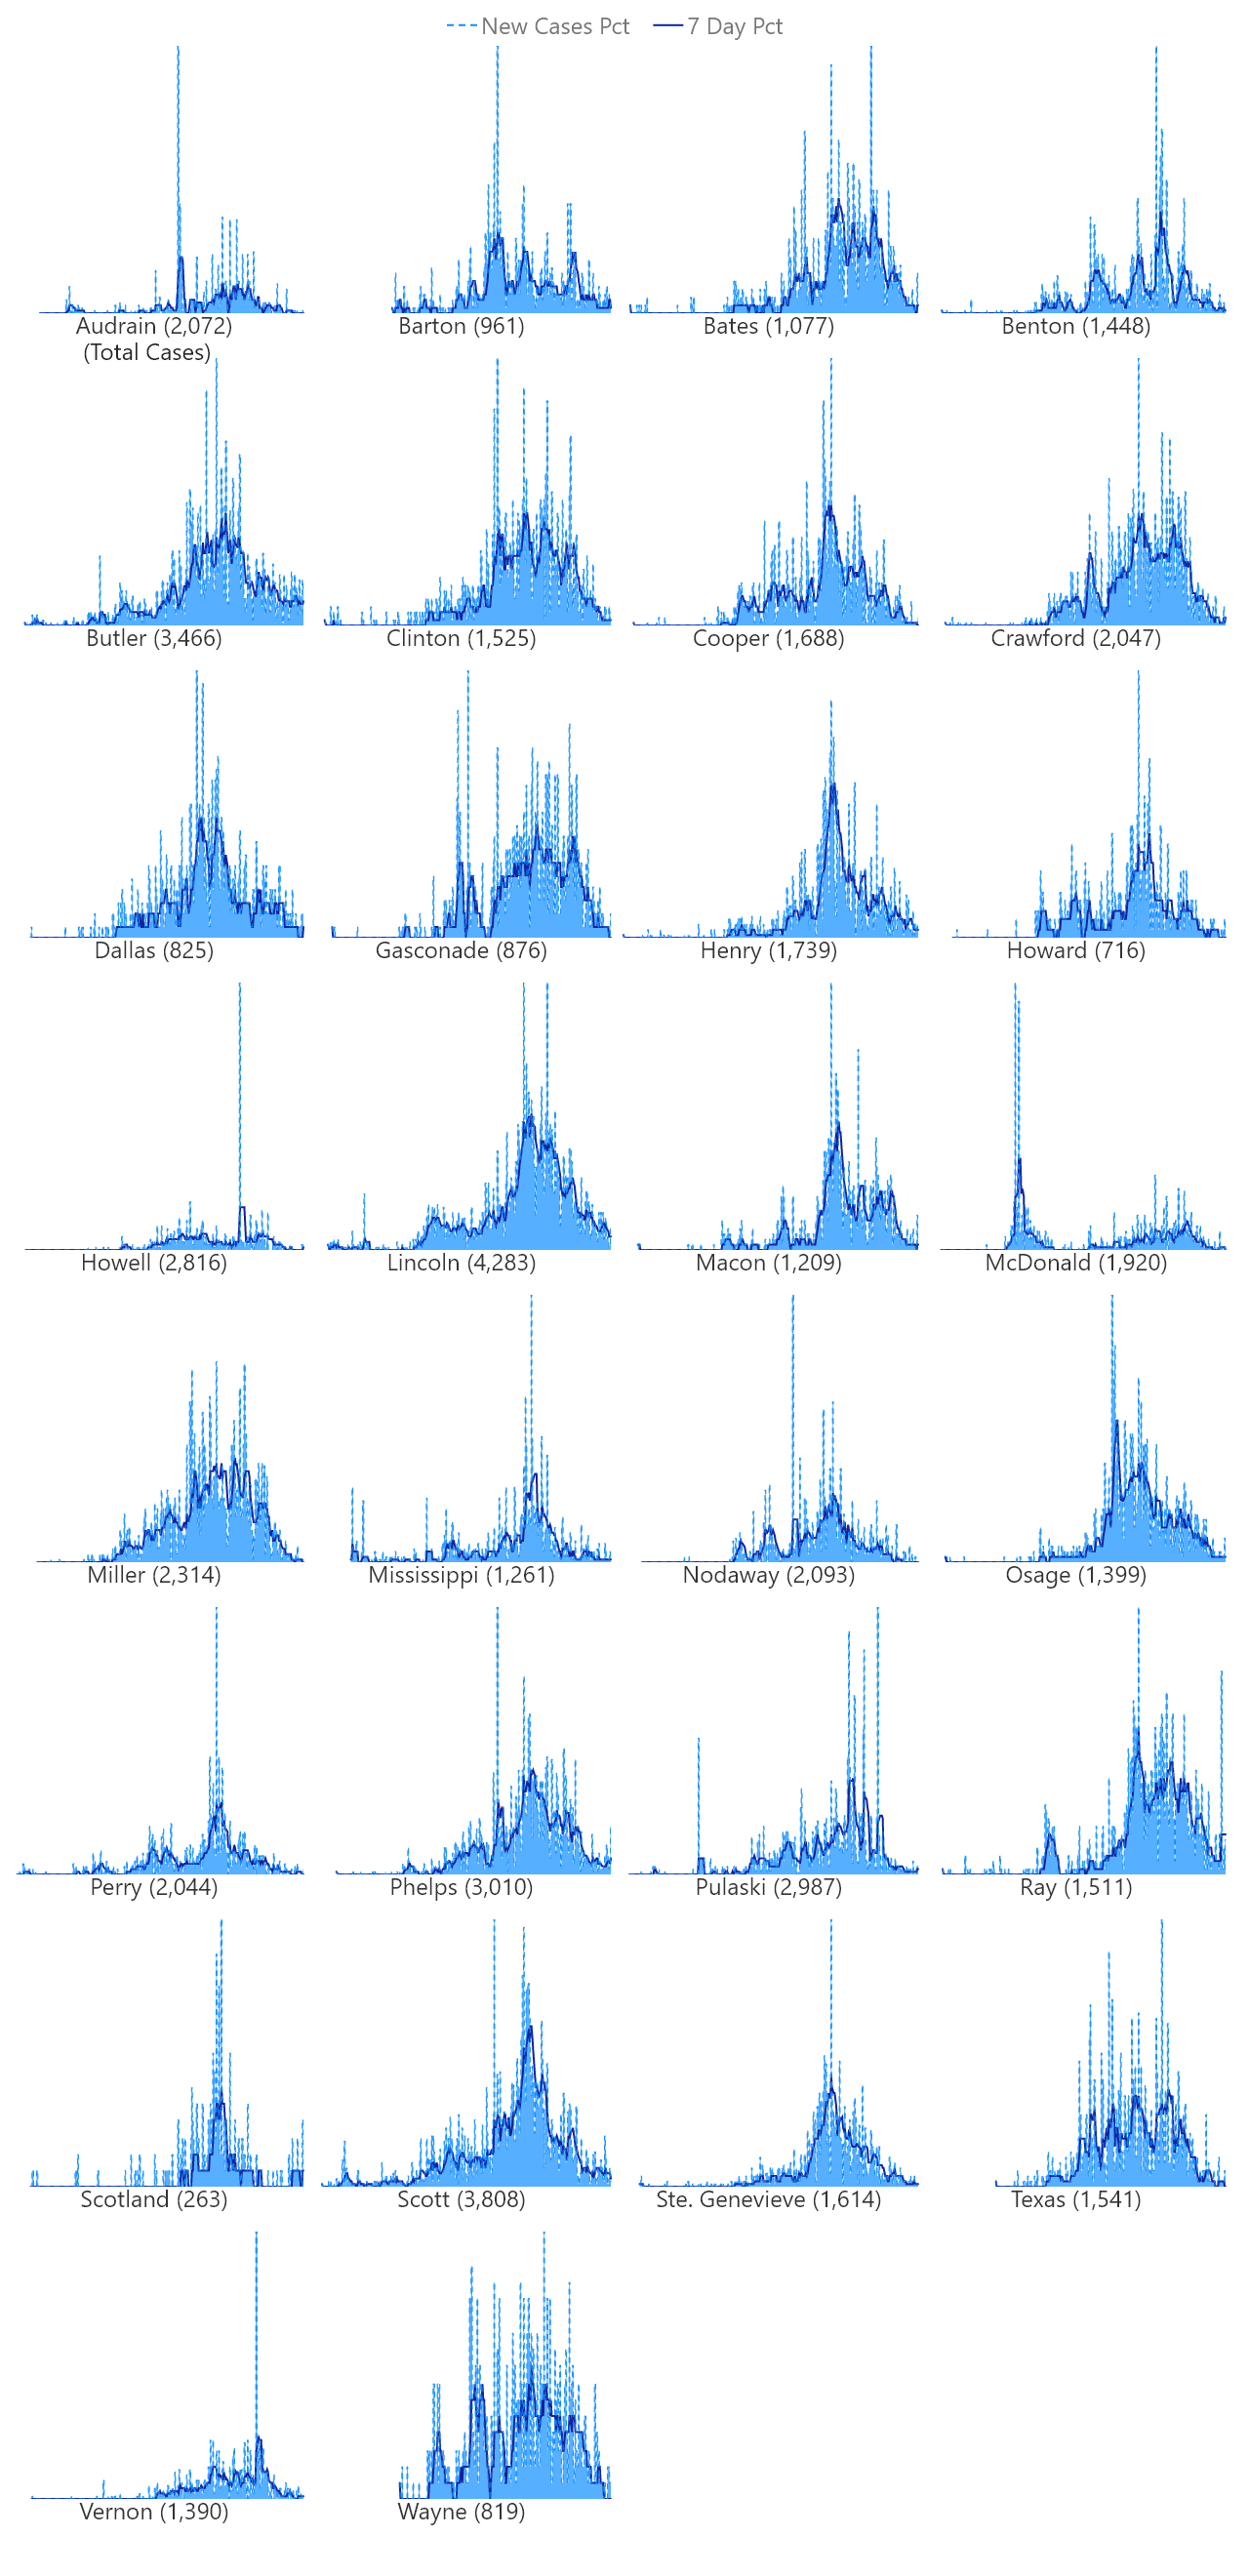 New Cases Pct 7 Day Pct
Audrain (2,072) Barton (961) Bates (1,077) Benton (1,448)
(Total Cases)
Butler (3,466) Clinton (1,525) Cooper (1,688) Crawford (2,047)
Dallas (825) Gasconade (876) Henry (1,739) Howard (716)
Howell (2,816) Lincoln (4,283) Macon (1,209) McDonald (1,920)
Miller (2,314) Mississippi (1,261) Nodaway (2,093) Osage (1,399)
Perry (2,044) Phelps (3,010) Pulaski (2,987) Ray (1,511)
Scotland (263) Scott (3,808) Ste. Genevieve (1,614) Texas (1,541)
Vernon (1,390) Wayne (819)